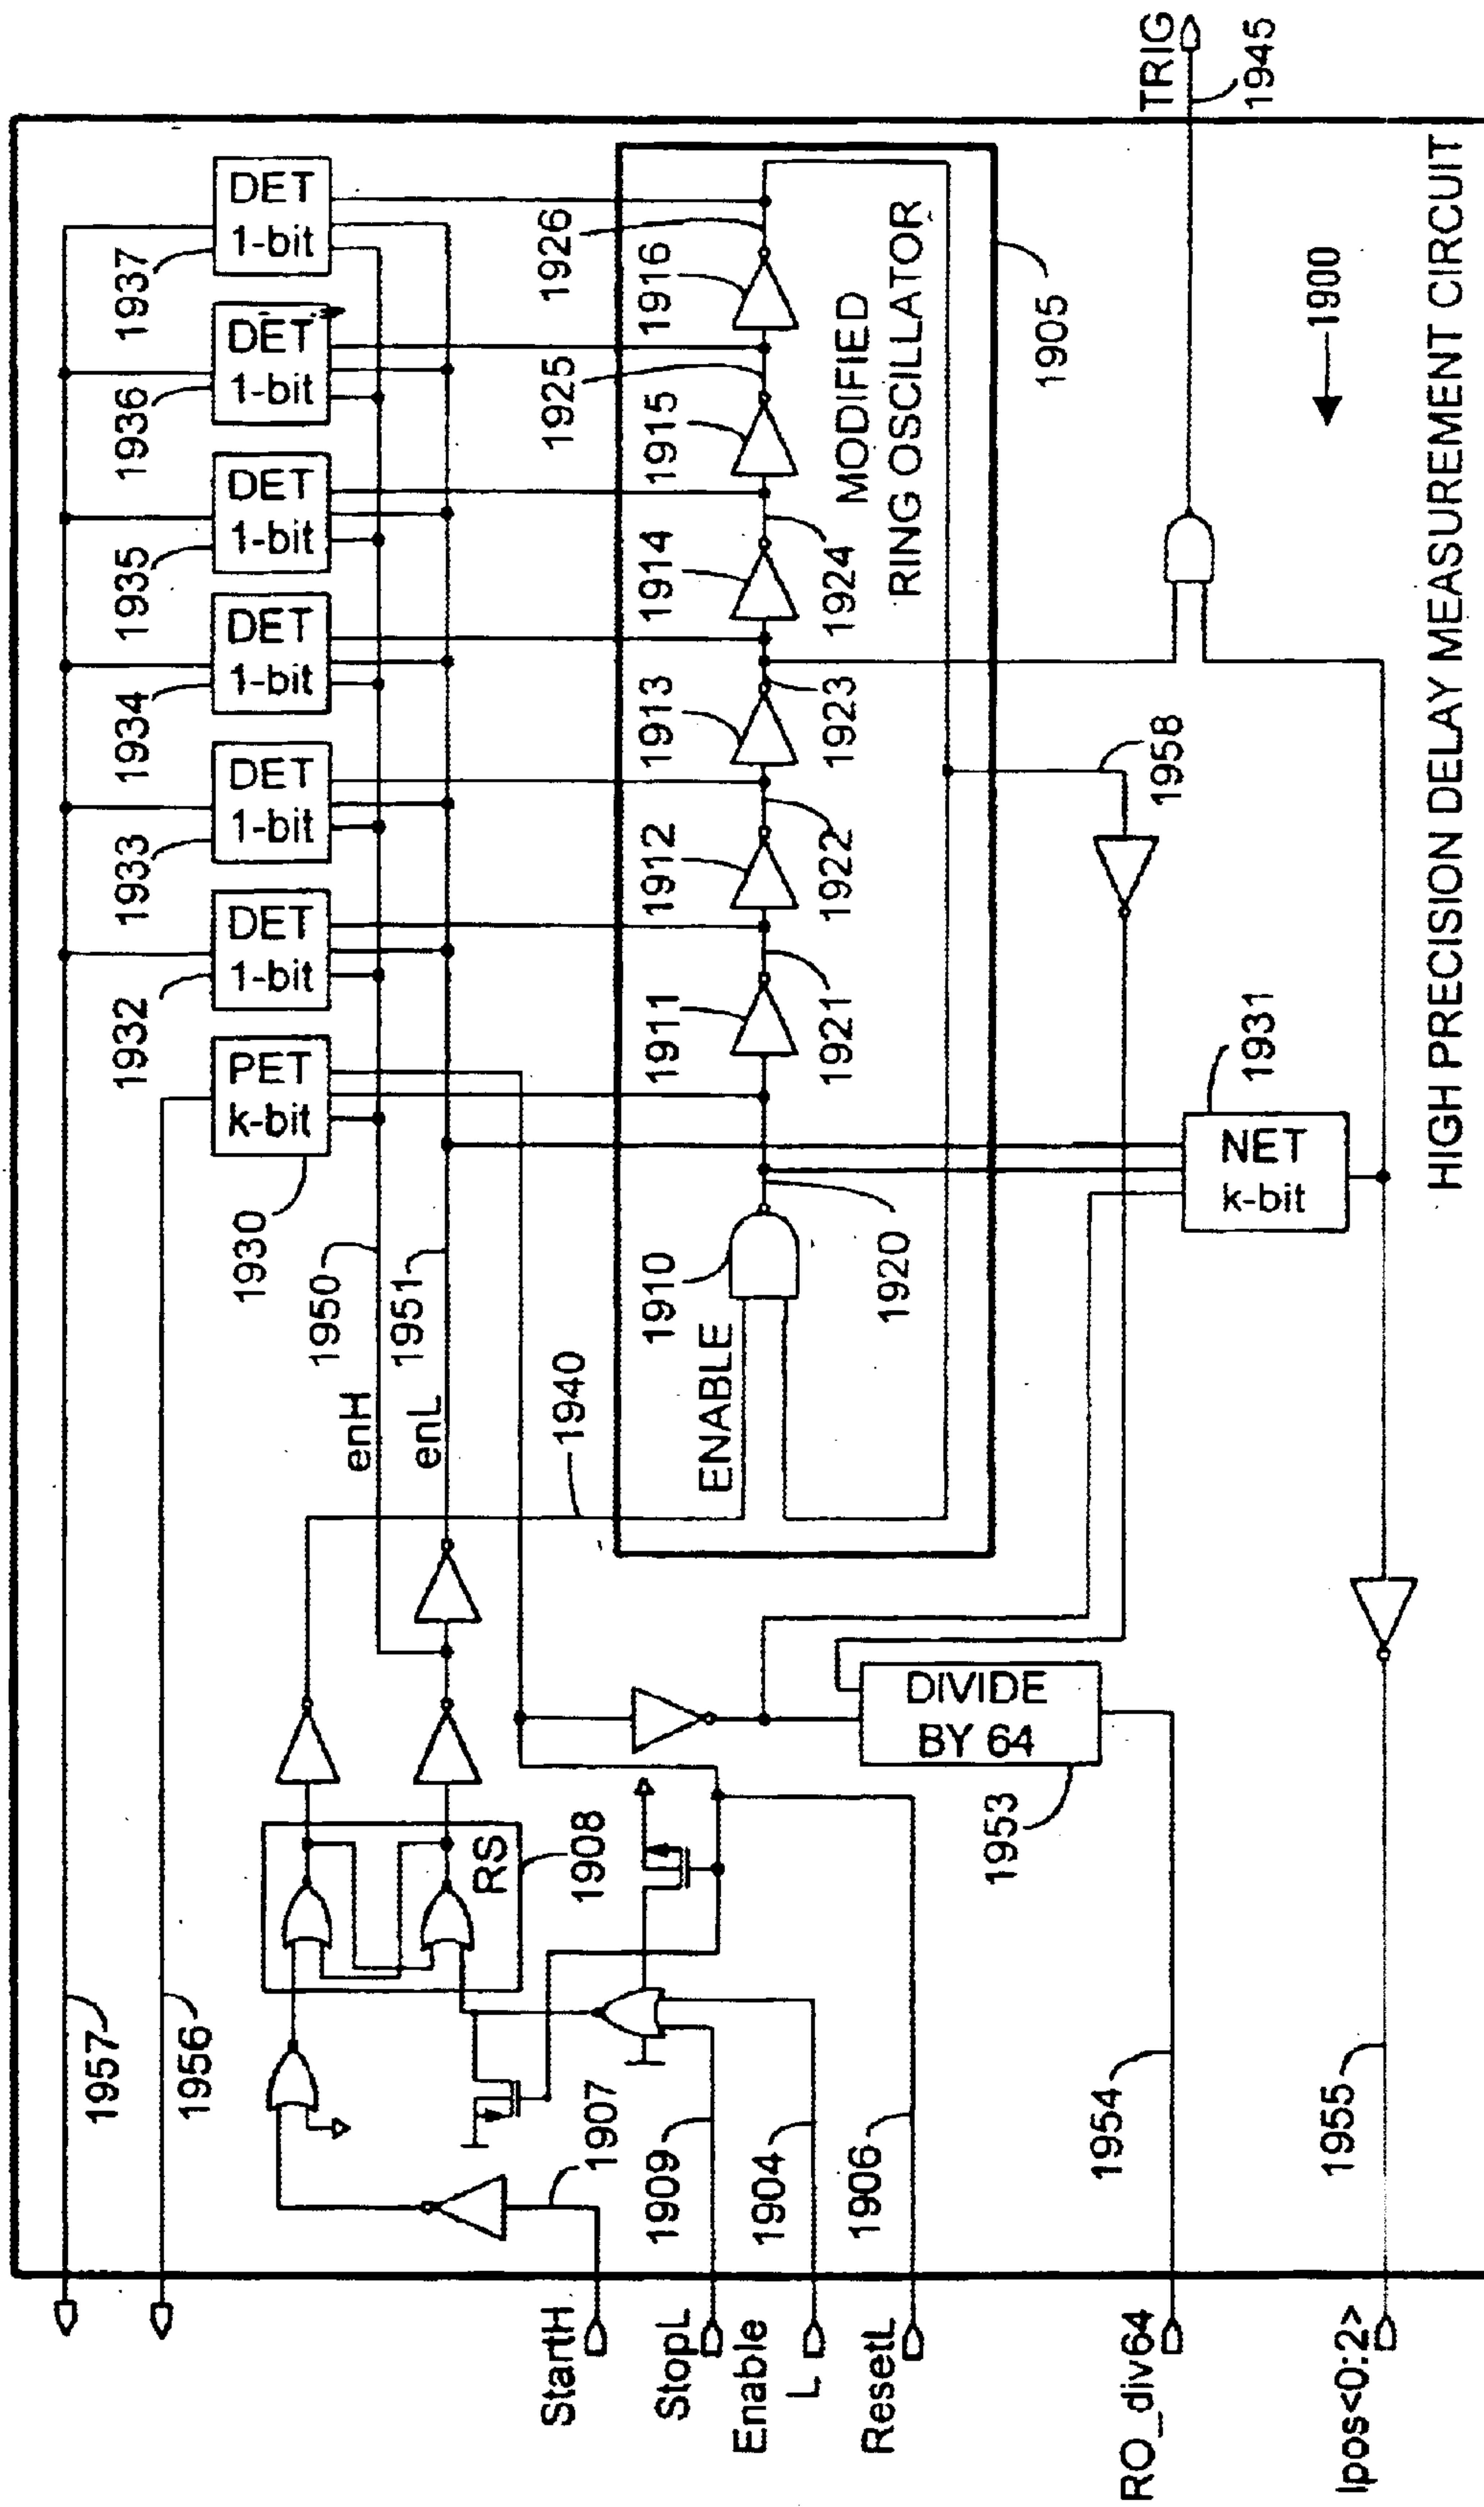 1957
1956
StartH
StopL
Enable
L
ResetL
RO_div64
lpos<0:2>
1907
1909
1904
1906
1954
1955
RS
1908
DIVIDE
BY 64
1953
enH
enL
1950
1951
1940
PET
k-bit
1930
DET
1-bit
1932
DET
1-bit
1933
DET
1-bit
1934
DET
1-bit
1935
DET
1-bit
1936
DET
1-bit
1937
ENABLE
1910
1911
1912
1913
1914
1915
1916
1920
1921
1922
1923
1924
1925
1926
MODIFIED
RING OSCILLATOR
1905
NET
k-bit
1931
1958
TRIG
1945
1900
HIGH PRECISION DELAY MEASUREMENT CIRCUIT